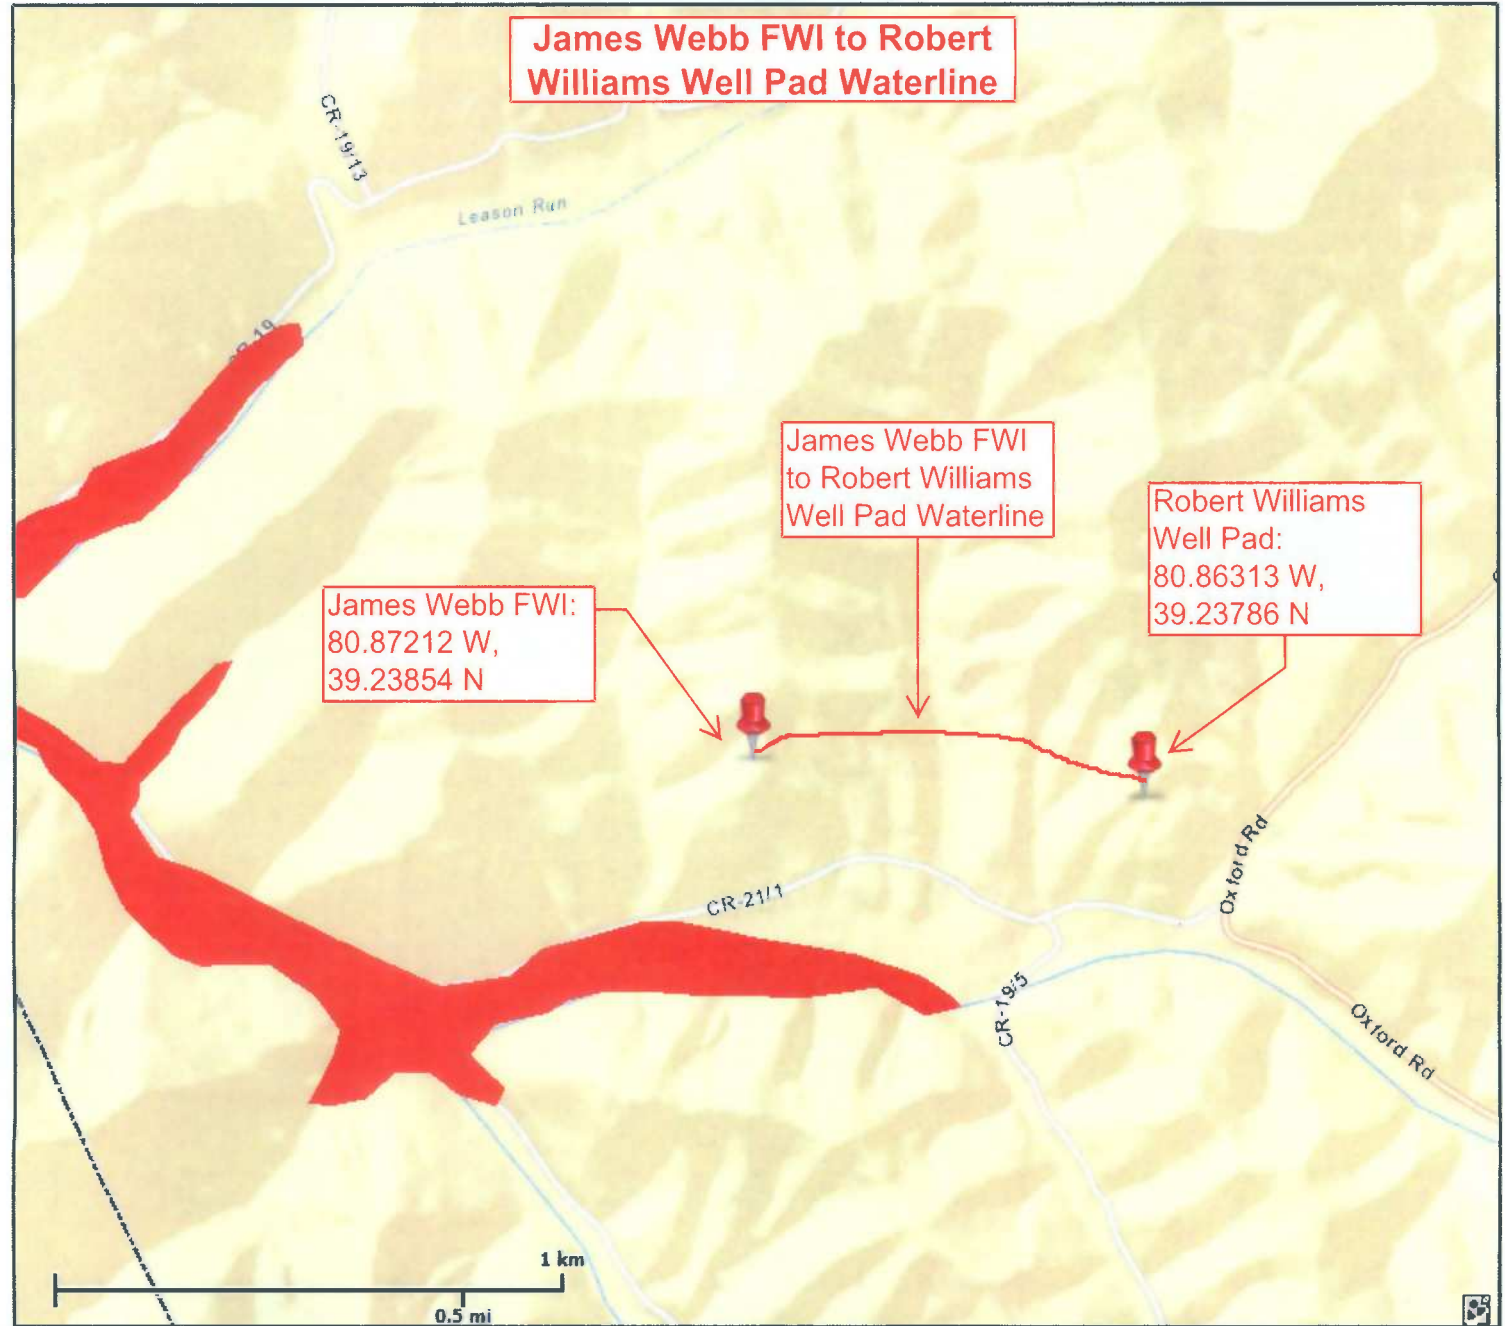 James Webb FWI to Robert
Williams Well Pad Waterline
CR-19/13
Leason Run
James Webb FWI
to Robert Williams
Well Pad Waterline
Robert Williams
Well Pad:
80.86313 W,
39.23786 N
James Webb FWI:
80.87212 W,
39.23854 N
Oxford Rd
CR-21/1
CR-19/5
Oxford Rd
1 km
0.5 mi